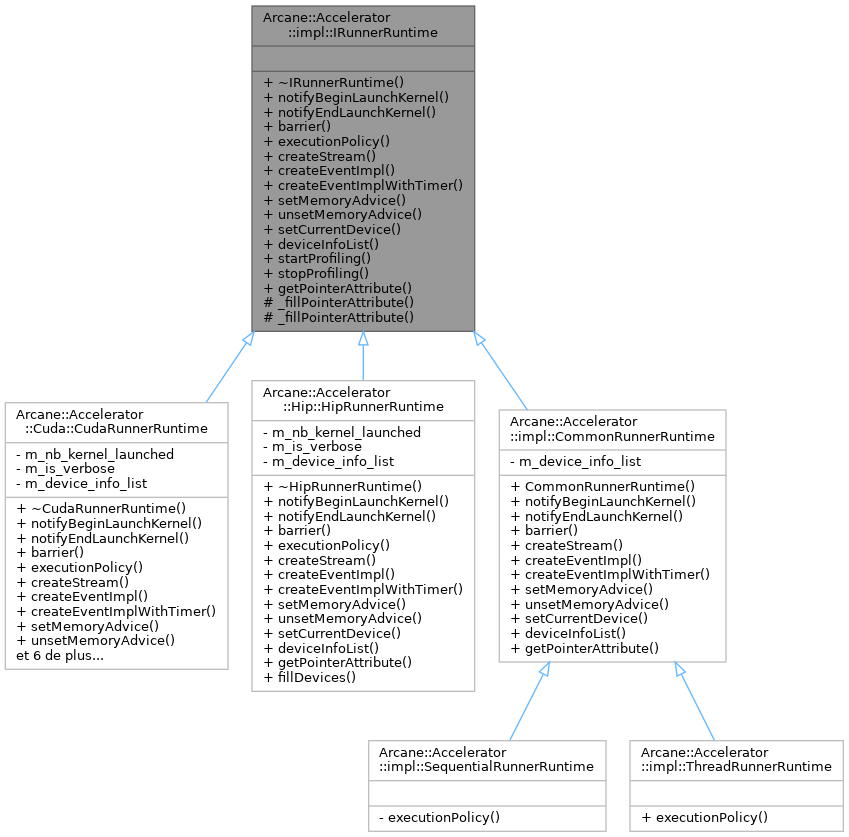 Arcane::Accelerator
::impl::IRunnerRuntime
+ ~IRunnerRuntime()
+ notifyBeginLaunchKernel()
+ notifyEndLaunchKernel()
+ barrier()
+ executionPolicy()
+ createStream()
+ createEventImpl()
+ createEventImplWithTimer()
+ setMemoryAdvice()
+ unsetMemoryAdvice()
+ setCurrentDevice()
+ deviceInfoList()
+ startProfiling()
+ stopProfiling()
+ getPointerAttribute()
# _fillPointerAttribute()
# _fillPointerAttribute()
Arcane::Accelerator
::Cuda::CudaRunnerRuntime
- m_nb_kernel_launched
- m_is_verbose
- m_device_info_list
+ ~CudaRunnerRuntime()
+ notifyBeginLaunchKernel()
+ notifyEndLaunchKernel()
+ barrier()
+ executionPolicy()
+ createStream()
+ createEventImpl()
+ createEventImplWithTimer()
+ setMemoryAdvice()
+ unsetMemoryAdvice()
et 6 de plus...
Arcane::Accelerator
::Hip::HipRunnerRuntime
- m_nb_kernel_launched
- m_is_verbose
- m_device_info_list
+ ~HipRunnerRuntime()
+ notifyBeginLaunchKernel()
+ notifyEndLaunchKernel()
+ barrier()
+ executionPolicy()
+ createStream()
+ createEventImpl()
+ createEventImplWithTimer()
+ setMemoryAdvice()
+ unsetMemoryAdvice()
+ setCurrentDevice()
+ deviceInfoList()
+ getPointerAttribute()
+ fillDevices()
Arcane::Accelerator
::impl::CommonRunnerRuntime
- m_device_info_list
+ CommonRunnerRuntime()
+ notifyBeginLaunchKernel()
+ notifyEndLaunchKernel()
+ barrier()
+ createStream()
+ createEventImpl()
+ createEventImplWithTimer()
+ setMemoryAdvice()
+ unsetMemoryAdvice()
+ setCurrentDevice()
+ deviceInfoList()
+ getPointerAttribute()
Arcane::Accelerator
::impl::SequentialRunnerRuntime
- executionPolicy()
Arcane::Accelerator
::impl::ThreadRunnerRuntime
+ executionPolicy()